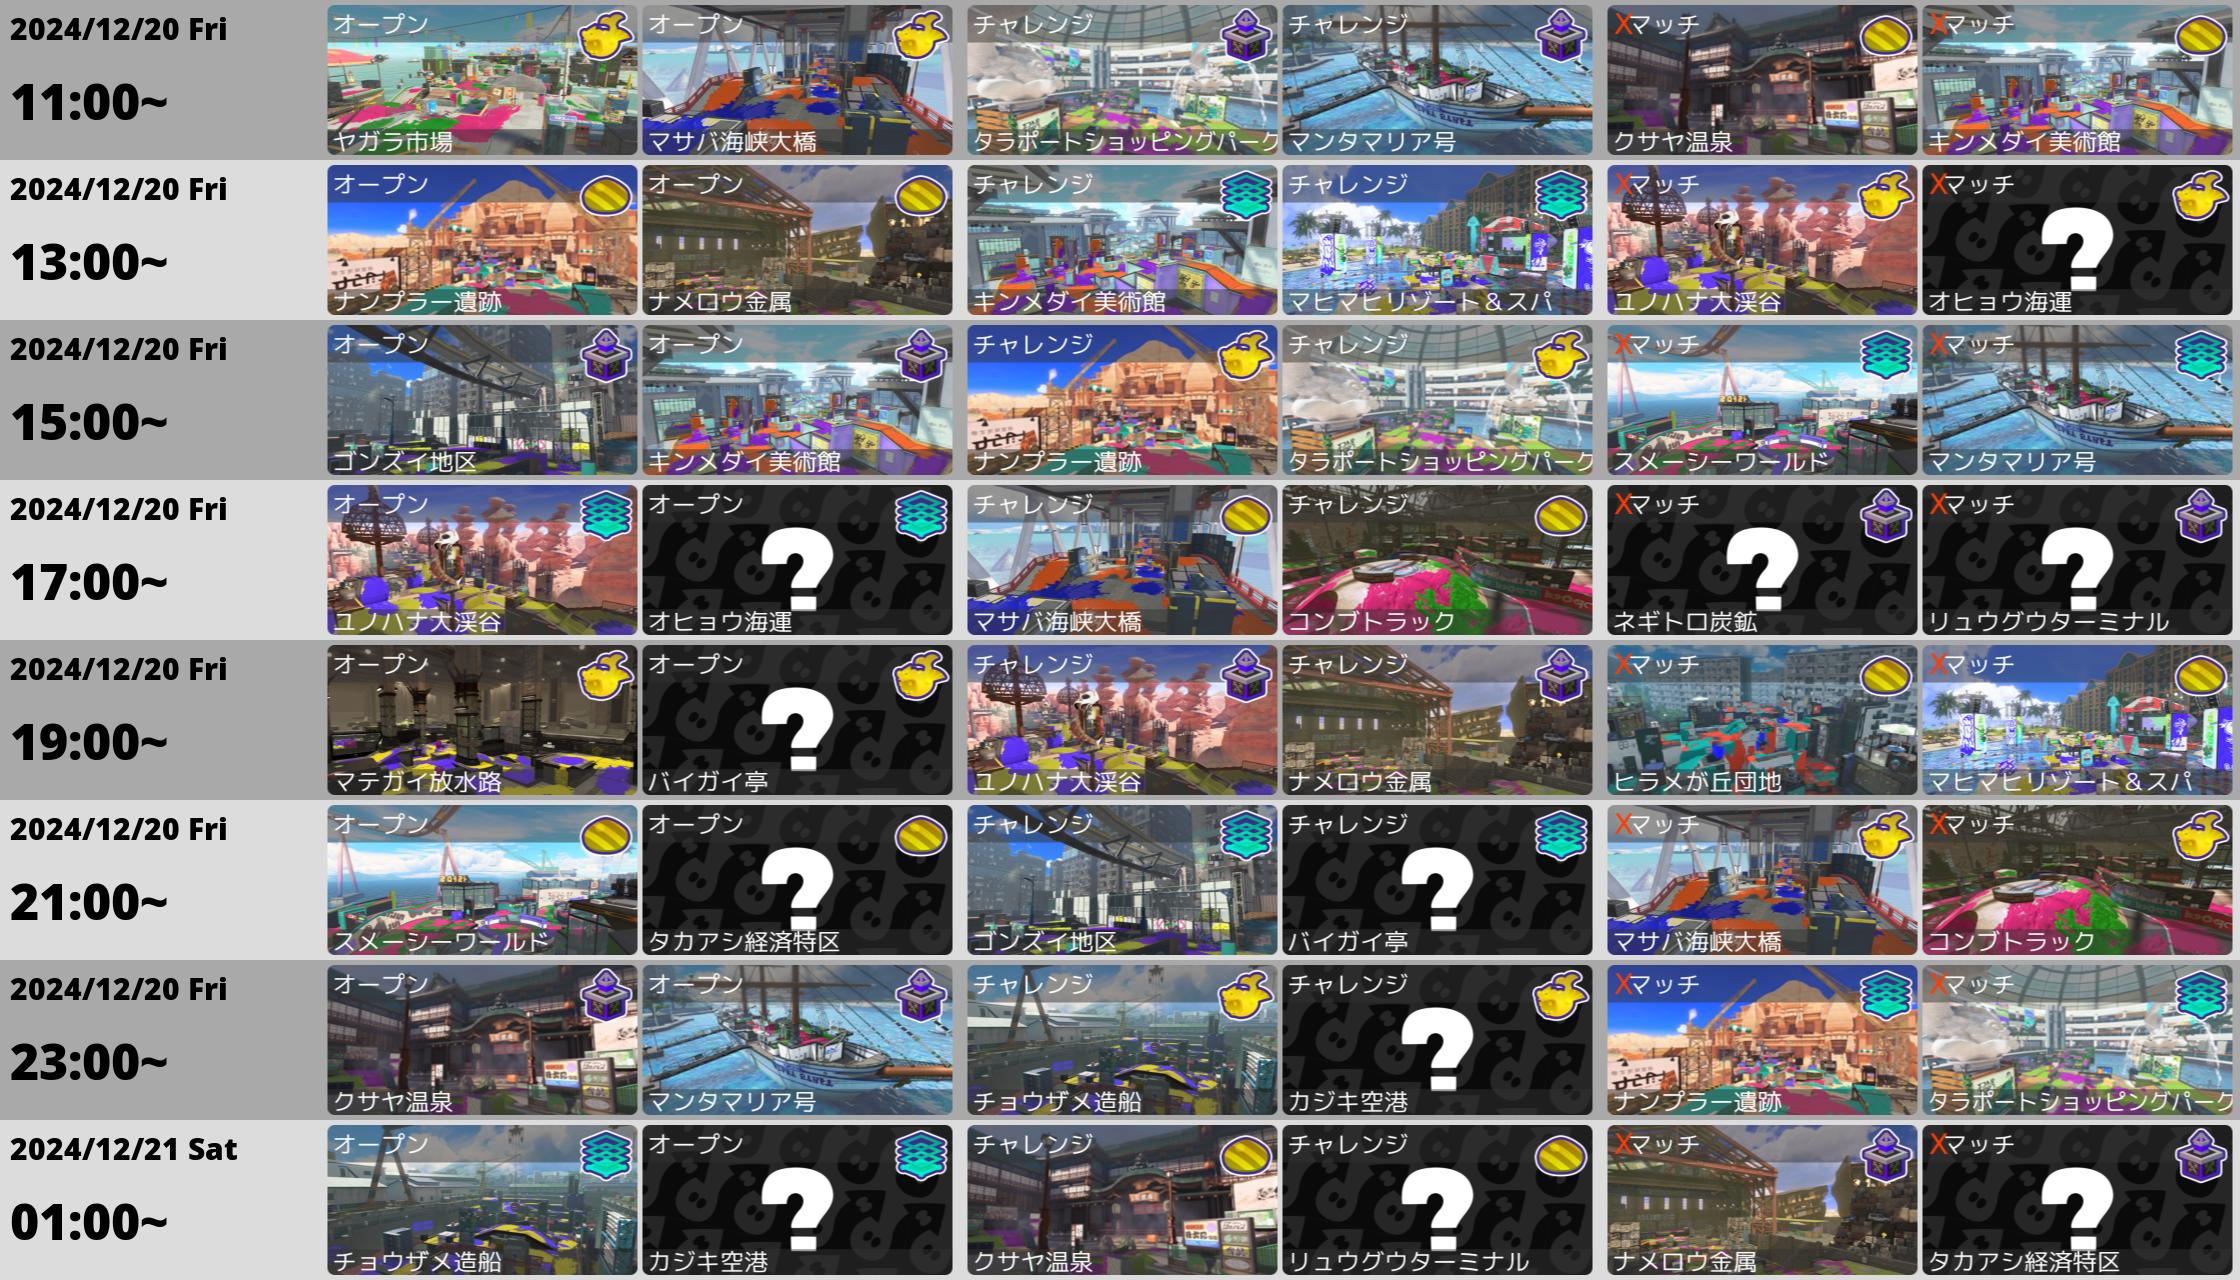 2024/12/20 Fri
11:00~
オープン
ヤガラ市場
オープン
マサバ海峡大橋
チャレンジ
タラポートショッピングパーク
チャレンジ
マンタマリア号
Xマッチ
クサヤ温泉
Xマッチ
キンメダイ美術館
2024/12/20 Fri
13:00~
オープン
ナンプラー遺跡
オープン
ナメロウ金属
チャレンジ
キンメダイ美術館
チャレンジ
マヒマヒリゾート&スパ
Xマッチ
ユノハナ大渓谷
Xマッチ
?
オヒョウ海運
2024/12/20 Fri
15:00~
オープン
ゴンズイ地区
オープン
キンメダイ美術館
チャレンジ
ナンプラー遺跡
チャレンジ
タラポートショッピングパーク
Xマッチ
スメーシーワールド
Xマッチ
マンタマリア号
2024/12/20 Fri
17:00~
オープン
ユノハナ大渓谷
オープン
?
オヒョウ海運
チャレンジ
マサバ海峡大橋
チャレンジ
コンブトラック
Xマッチ
?
ネギトロ炭鉱
Xマッチ
?
リュウグウターミナル
2024/12/20 Fri
19:00~
オープン
マテガイ放水路
オープン
?
バイガイ亭
チャレンジ
ユノハナ大渓谷
チャレンジ
ナメロウ金属
Xマッチ
ヒラメが丘団地
Xマッチ
マヒマヒリゾート&スパ
2024/12/20 Fri
21:00~
オープン
スメーシーワールド
オープン
?
タカアシ経済特区
チャレンジ
ゴンズイ地区
チャレンジ
?
バイガイ亭
Xマッチ
マサバ海峡大橋
Xマッチ
コンブトラック
2024/12/20 Fri
23:00~
オープン
クサヤ温泉
オープン
マンタマリア号
チャレンジ
チョウザメ造船
チャレンジ
?
カジキ空港
Xマッチ
ナンプラー遺跡
Xマッチ
タラポートショッピングパーク
2024/12/21 Sat
01:00~
オープン
チョウザメ造船
オープン
?
カジキ空港
チャレンジ
クサヤ温泉
チャレンジ
?
リュウグウターミナル
Xマッチ
ナメロウ金属
Xマッチ
?
タカアシ経済特区